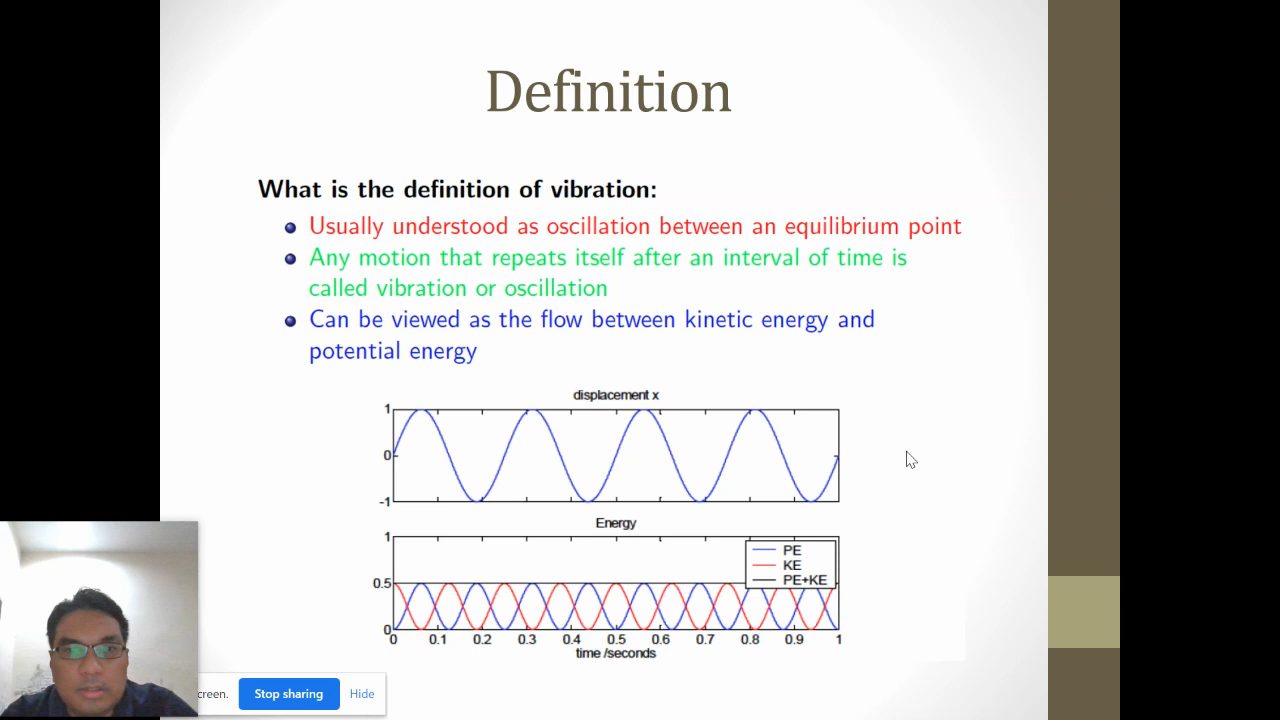 Definition
What is the definition of vibration:
Usually understood as oscillation between an equilibrium point
Any motion that repeats itself after an interval of time is
called vibration or oscillation
Can be viewed as the flow between kinetic energy and
potential energy
displacement x
1
0
-1
Energy
1
0.5
0
PE
KE
PE+KE
0 0.1 0.2 0.3 0.4 0.5 0.6 0.7 0.8 0.9 1
time /seconds
creen. Stop sharing Hide